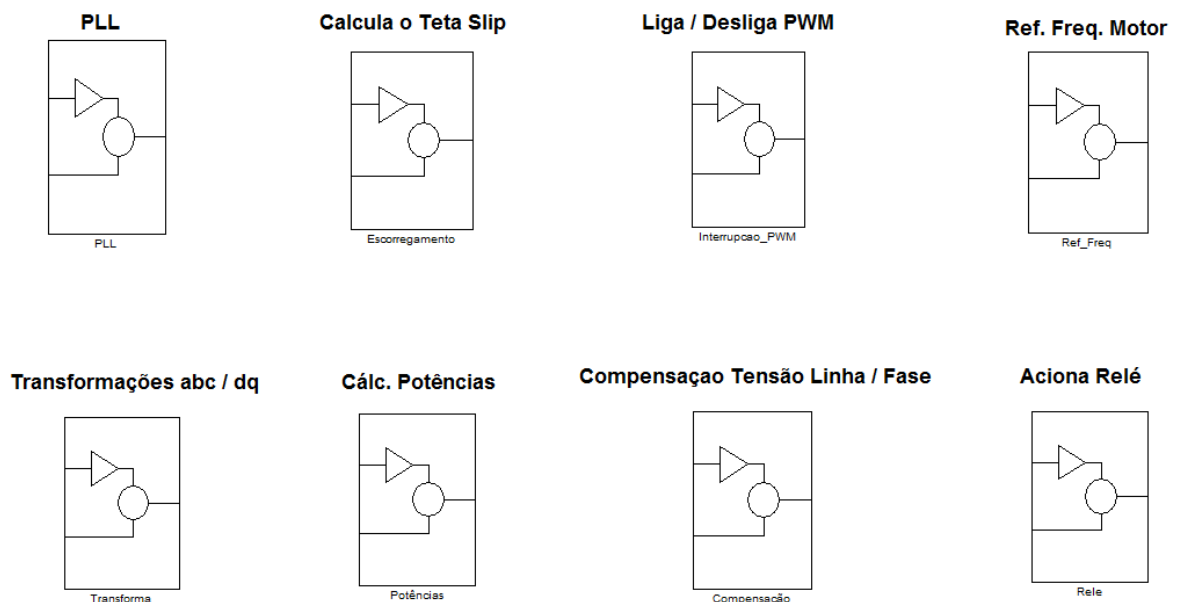 PLL
Calcula o Teta Slip
Liga / Desliga PWM
Ref. Freq. Motor
PLL
Escorregamento
Interrupcao_PWM
Ref_Freq
Transformações abc / dq
Cálc. Potências
Compensaçao Tensão Linha / Fase
Aciona Relé
Transforma
Potências
Compensação
Rele